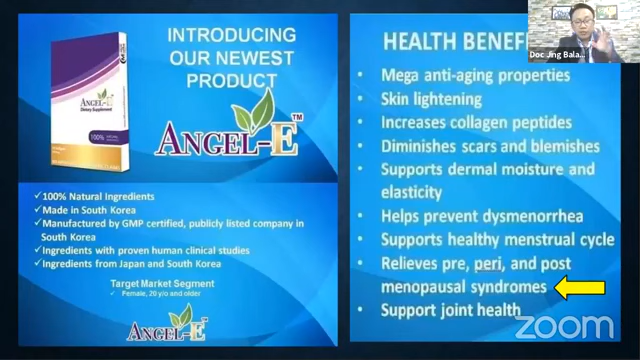 INTRODUCING
OUR NEWEST
PRODUCT
ANGEL-E
Dietary Supplement
100%
ANGEL-E™
✓100% Natural Ingredients
✓Made in South Korea
✓Manufactured by GMP certified, publicly listed company in
South Korea
✓Ingredients with proven human clinical studies
✓Ingredients from Japan and South Korea
Target Market Segment
✓ Female, 20 y/o and older
ANGEL-E
HEALTH
• Mega anti-aging properties
• Skin lightening
• Increases collagen peptides
• Diminishes scars and blemishes
• Supports dermal moisture and
elasticity
• Helps prevent dysmenorrhea
• Supports healthy menstrual cycle
• Relieves pre, peri, and post
menopausal syndromes
• Support joint health
Doc Jing Bala...
zoom